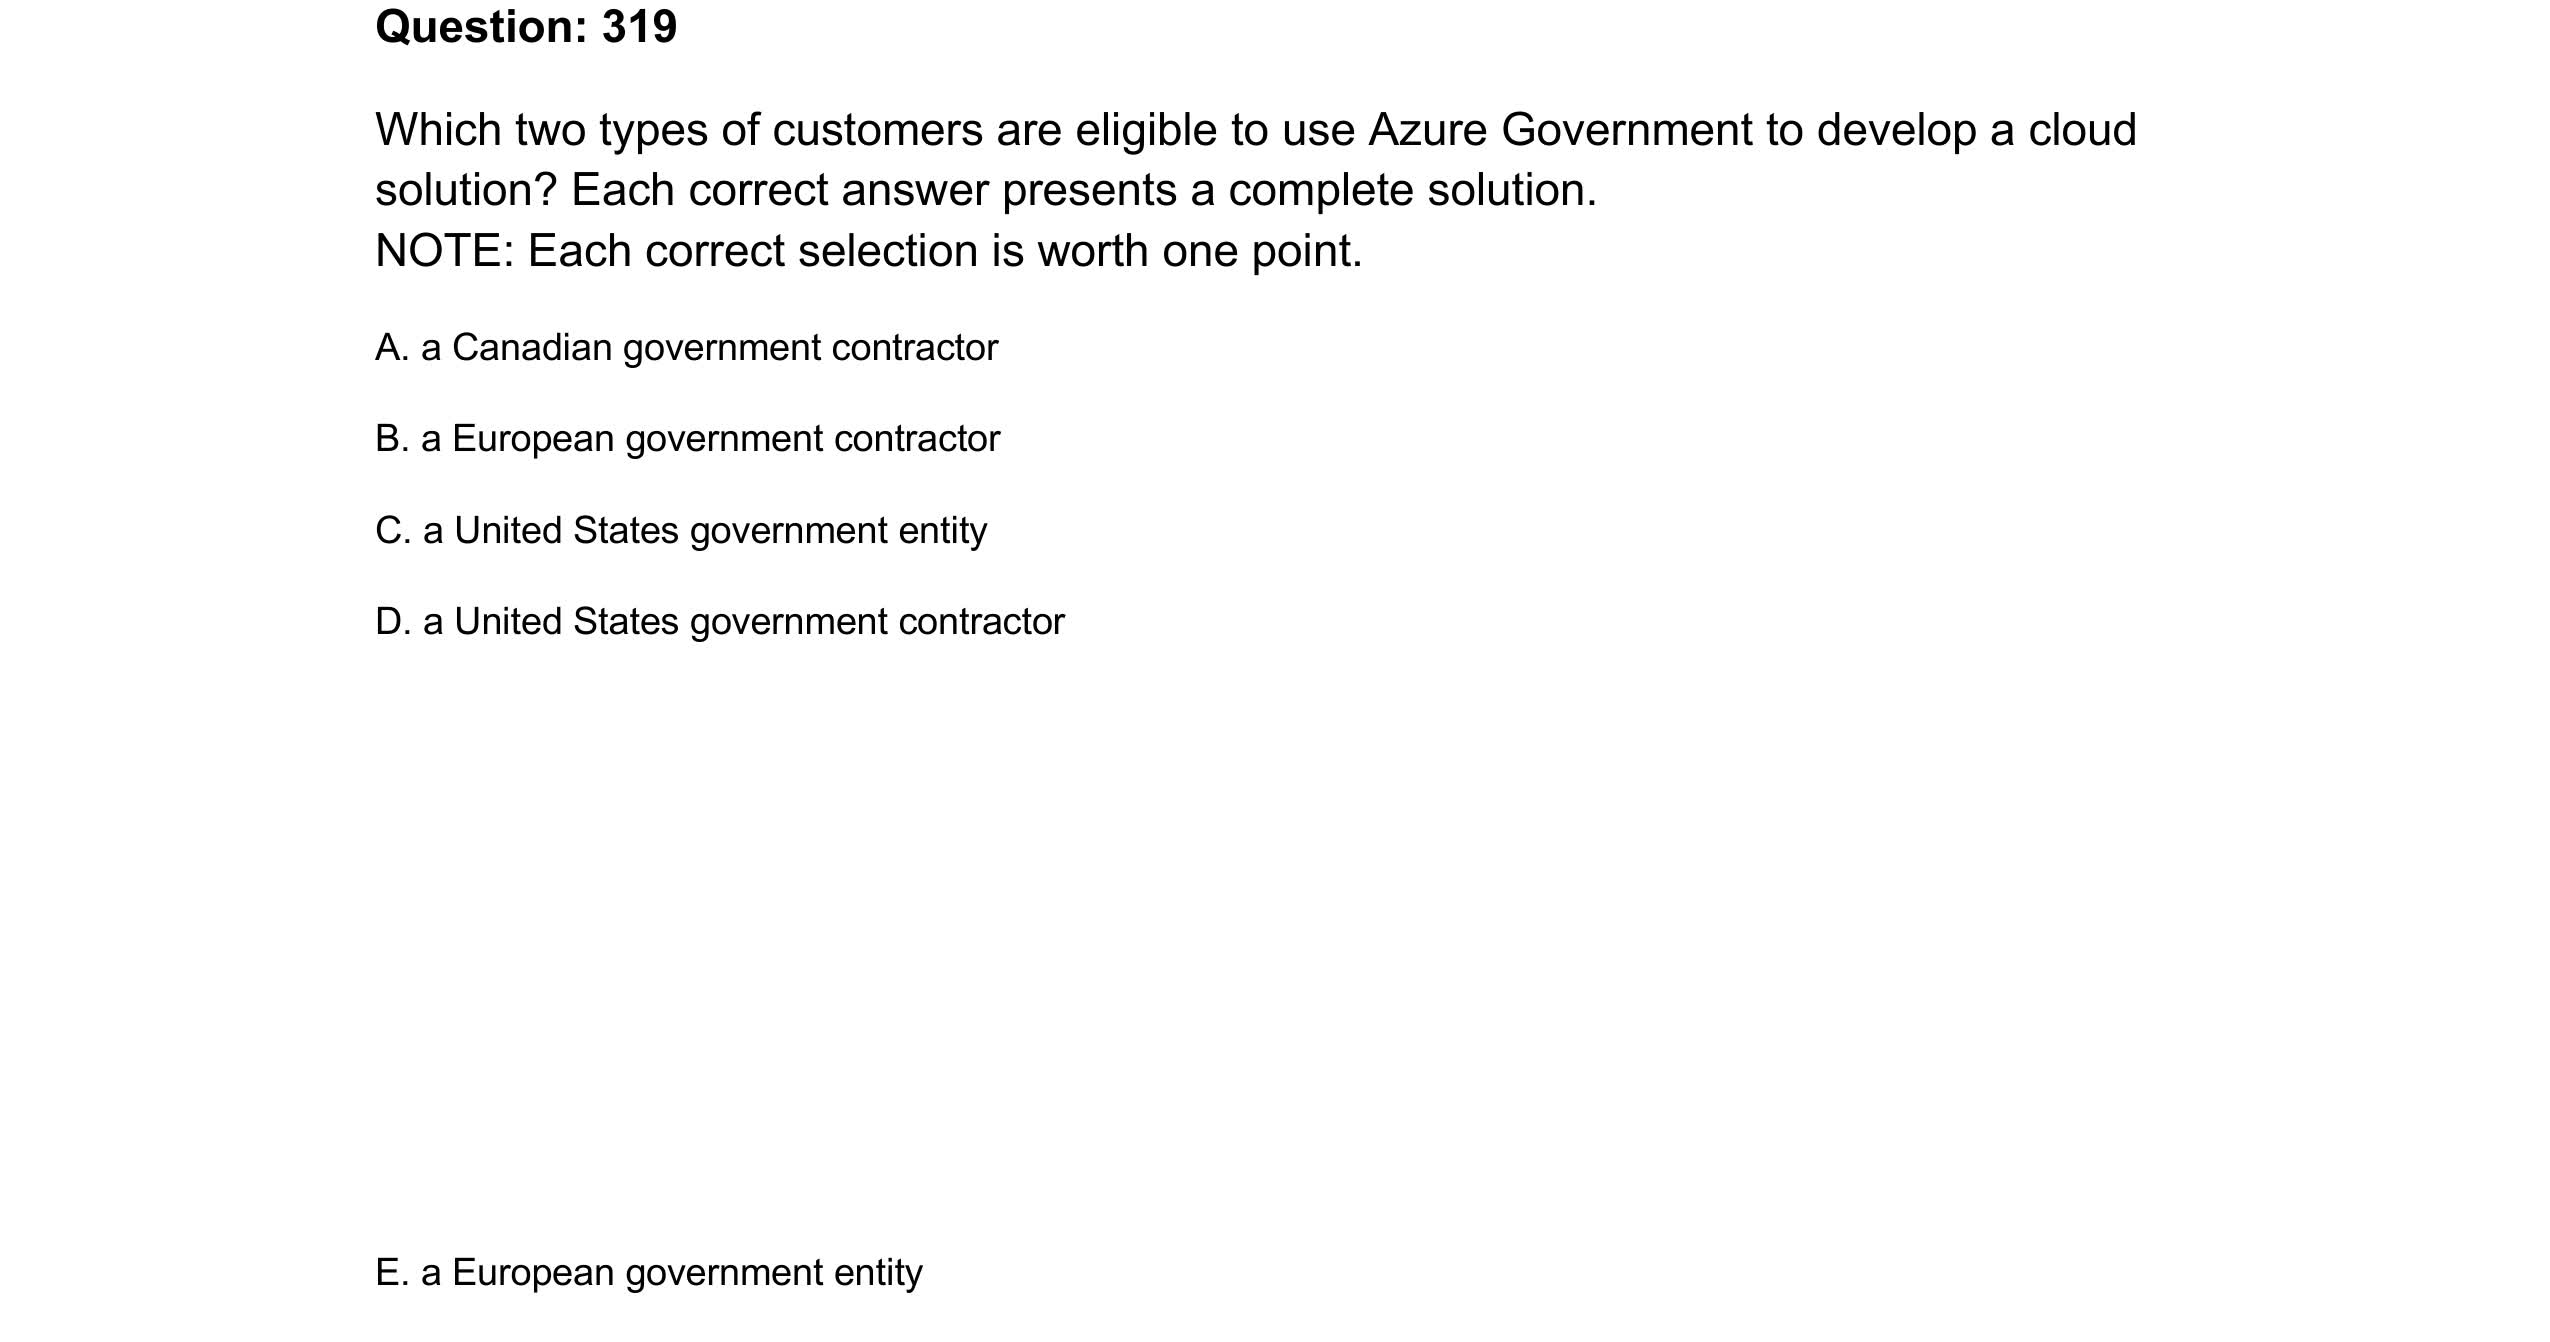 Question: 319
Which two types of customers are eligible to use Azure Government to develop a cloud
solution? Each correct answer presents a complete solution.
NOTE: Each correct selection is worth one point.
A. a Canadian government contractor
B. a European government contractor
C. a United States government entity
D. a United States government contractor
E. a European government entity